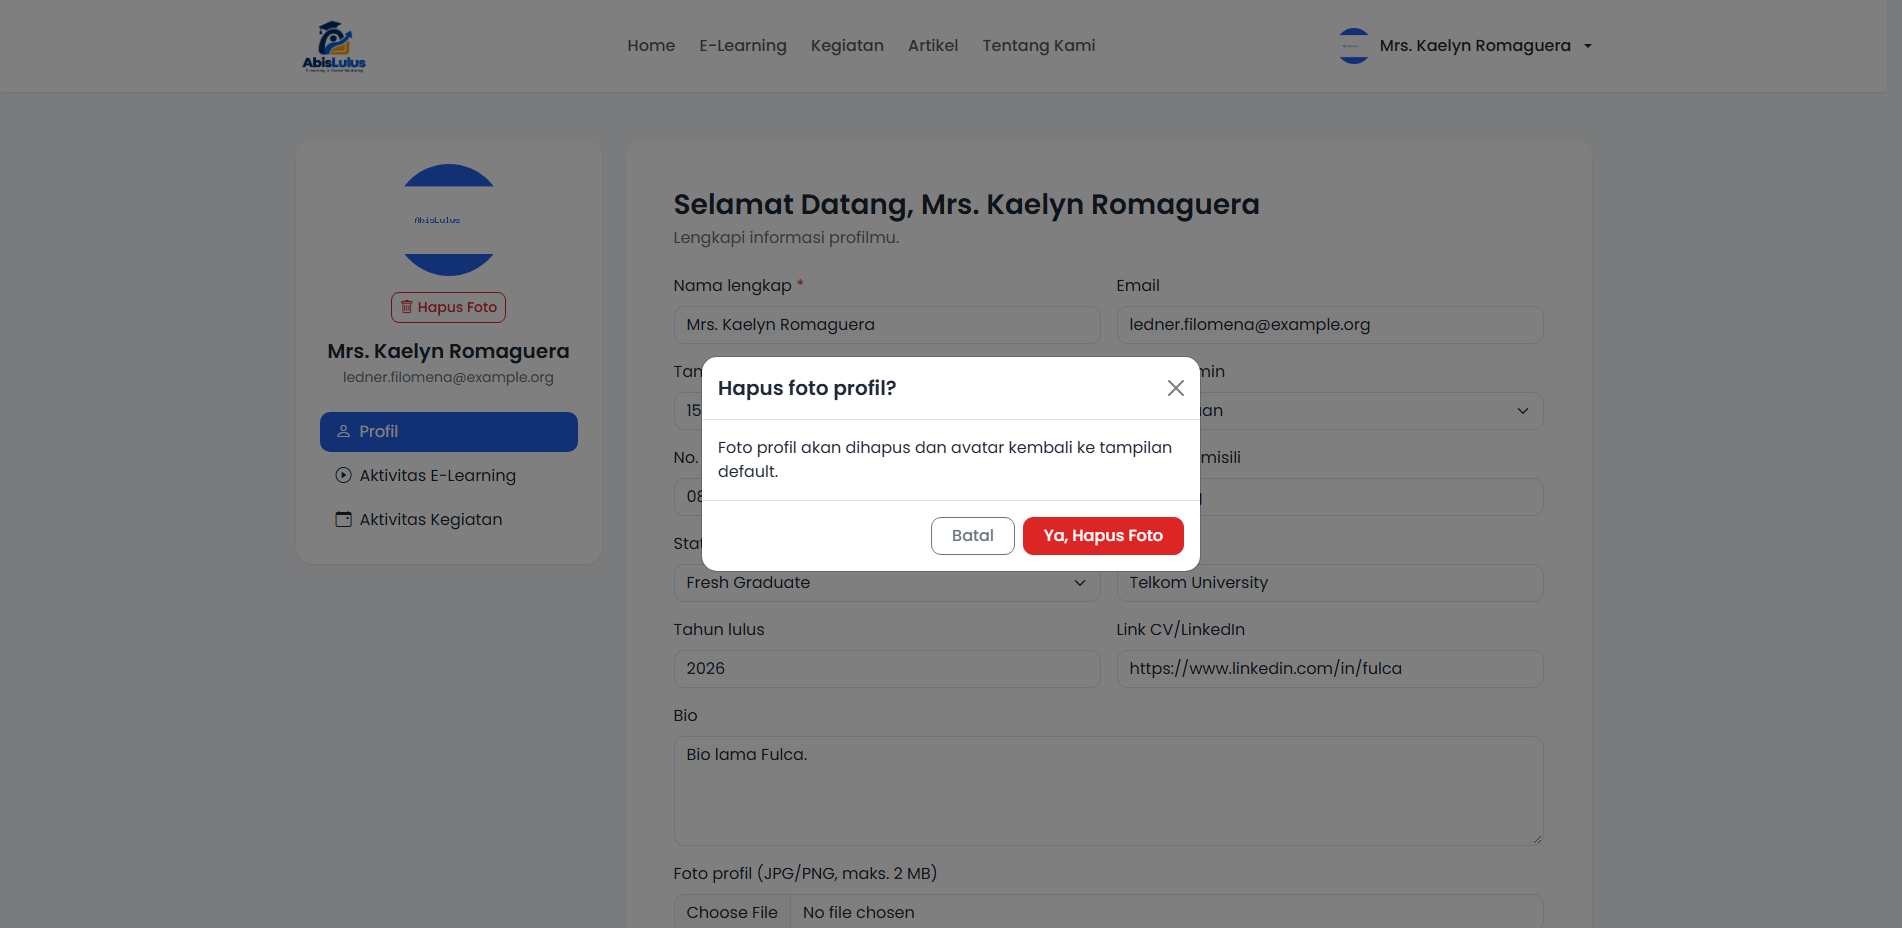 AbisLulus
Home
E-Learning
Kegiatan
Artikel
Tentang Kami
Mrs. Kaelyn Romaguera
AbisLulus
Hapus Foto
Mrs. Kaelyn Romaguera
ledner.filomena@example.org
Profil
Aktivitas E-Learning
Aktivitas Kegiatan
Selamat Datang, Mrs. Kaelyn Romaguera
Lengkapi informasi profilmu.
Nama lengkap *
Email
Mrs. Kaelyn Romaguera
ledner.filomena@example.org
Hapus foto profil?
Foto profil akan dihapus dan avatar kembali ke tampilan
default.
Batal
Ya, Hapus Foto
No.
Fresh Graduate
Telkom University
Tahun lulus
Link CV/LinkedIn
2026
https://www.linkedin.com/in/fulca
Bio
Bio lama Fulca.
Foto profil (JPG/PNG, maks. 2 MB)
Choose File
No file chosen